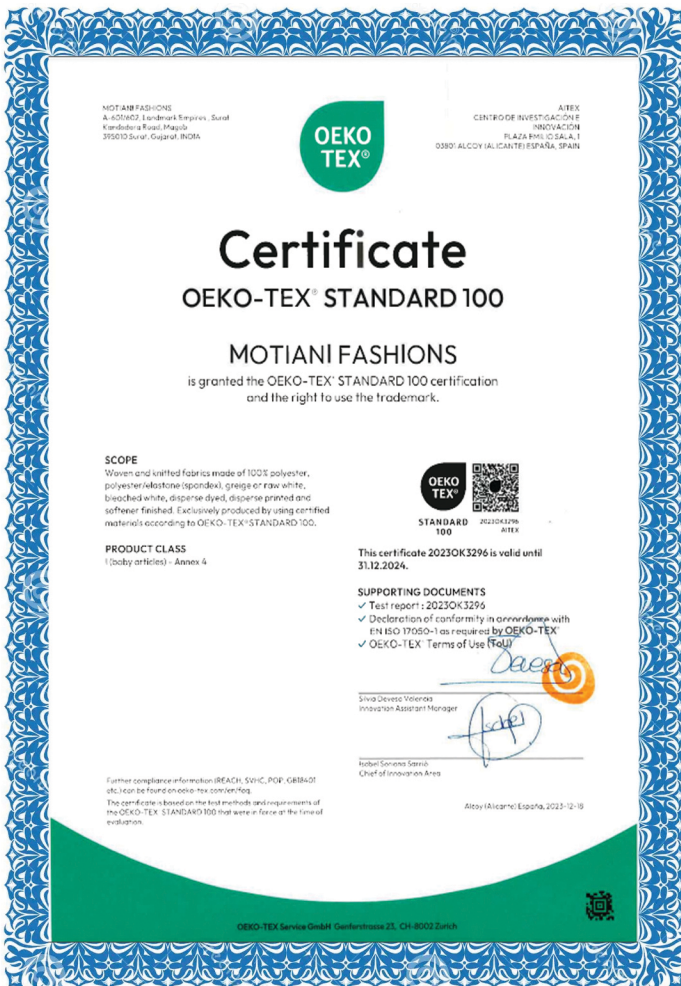 MOTIANI FASHIONS
A-601/602, Landmark Empires, Surat
Kandodara Road, Magob
395010 Surat, Gujarat, INDIA
OEKO
TEX®
AITEX
CENTRO DE INVESTIGACIÓN E
INNOVACIÓN
PLAZA EMILIO SALA, 1
03801 ALCOY (ALICANTE) ESPAÑA, SPAIN
Certificate
OEKO-TEX® STANDARD 100
MOTIANI FASHIONS
is granted the OEKO-TEX® STANDARD 100 certification
and the right to use the trademark.
SCOPE
Woven and knitted fabrics made of 100% polyester,
polyester/elastane (spandex), greige or raw white,
bleached white, disperse dyed, disperse printed and
softener finished. Exclusively produced by using certified
materials according to OEKO-TEX® STANDARD 100.
PRODUCT CLASS
I (baby articles) - Annex 4
OEKO
TEX®
STANDARD
100
2023OK3296
AITEX
This certificate 2023OK3296 is valid until
31.12.2024.
SUPPORTING DOCUMENTS
✓ Test report : 2023OK3296
✓ Declaration of conformity in accordance with
EN ISO 17050-1 as required by OEKO-TEX®
✓ OEKO-TEX® Terms of Use (ToU)
Silvia Devesa Valencia
Innovation Assistant Manager
Isabel Soriano Sarrió
Chief of Innovation Area
Further compliance information (REACH, SVHC, POP, GB18401
etc.) can be found on oeko-tex.com/en/faq.
The certificate is based on the test methods and requirements of
the OEKO-TEX® STANDARD 100 that were in force at the time of
evaluation.
Alcoy (Alicante) España, 2023-12-18
OEKO-TEX Service GmbH Genferstrasse 23, CH-8002 Zurich